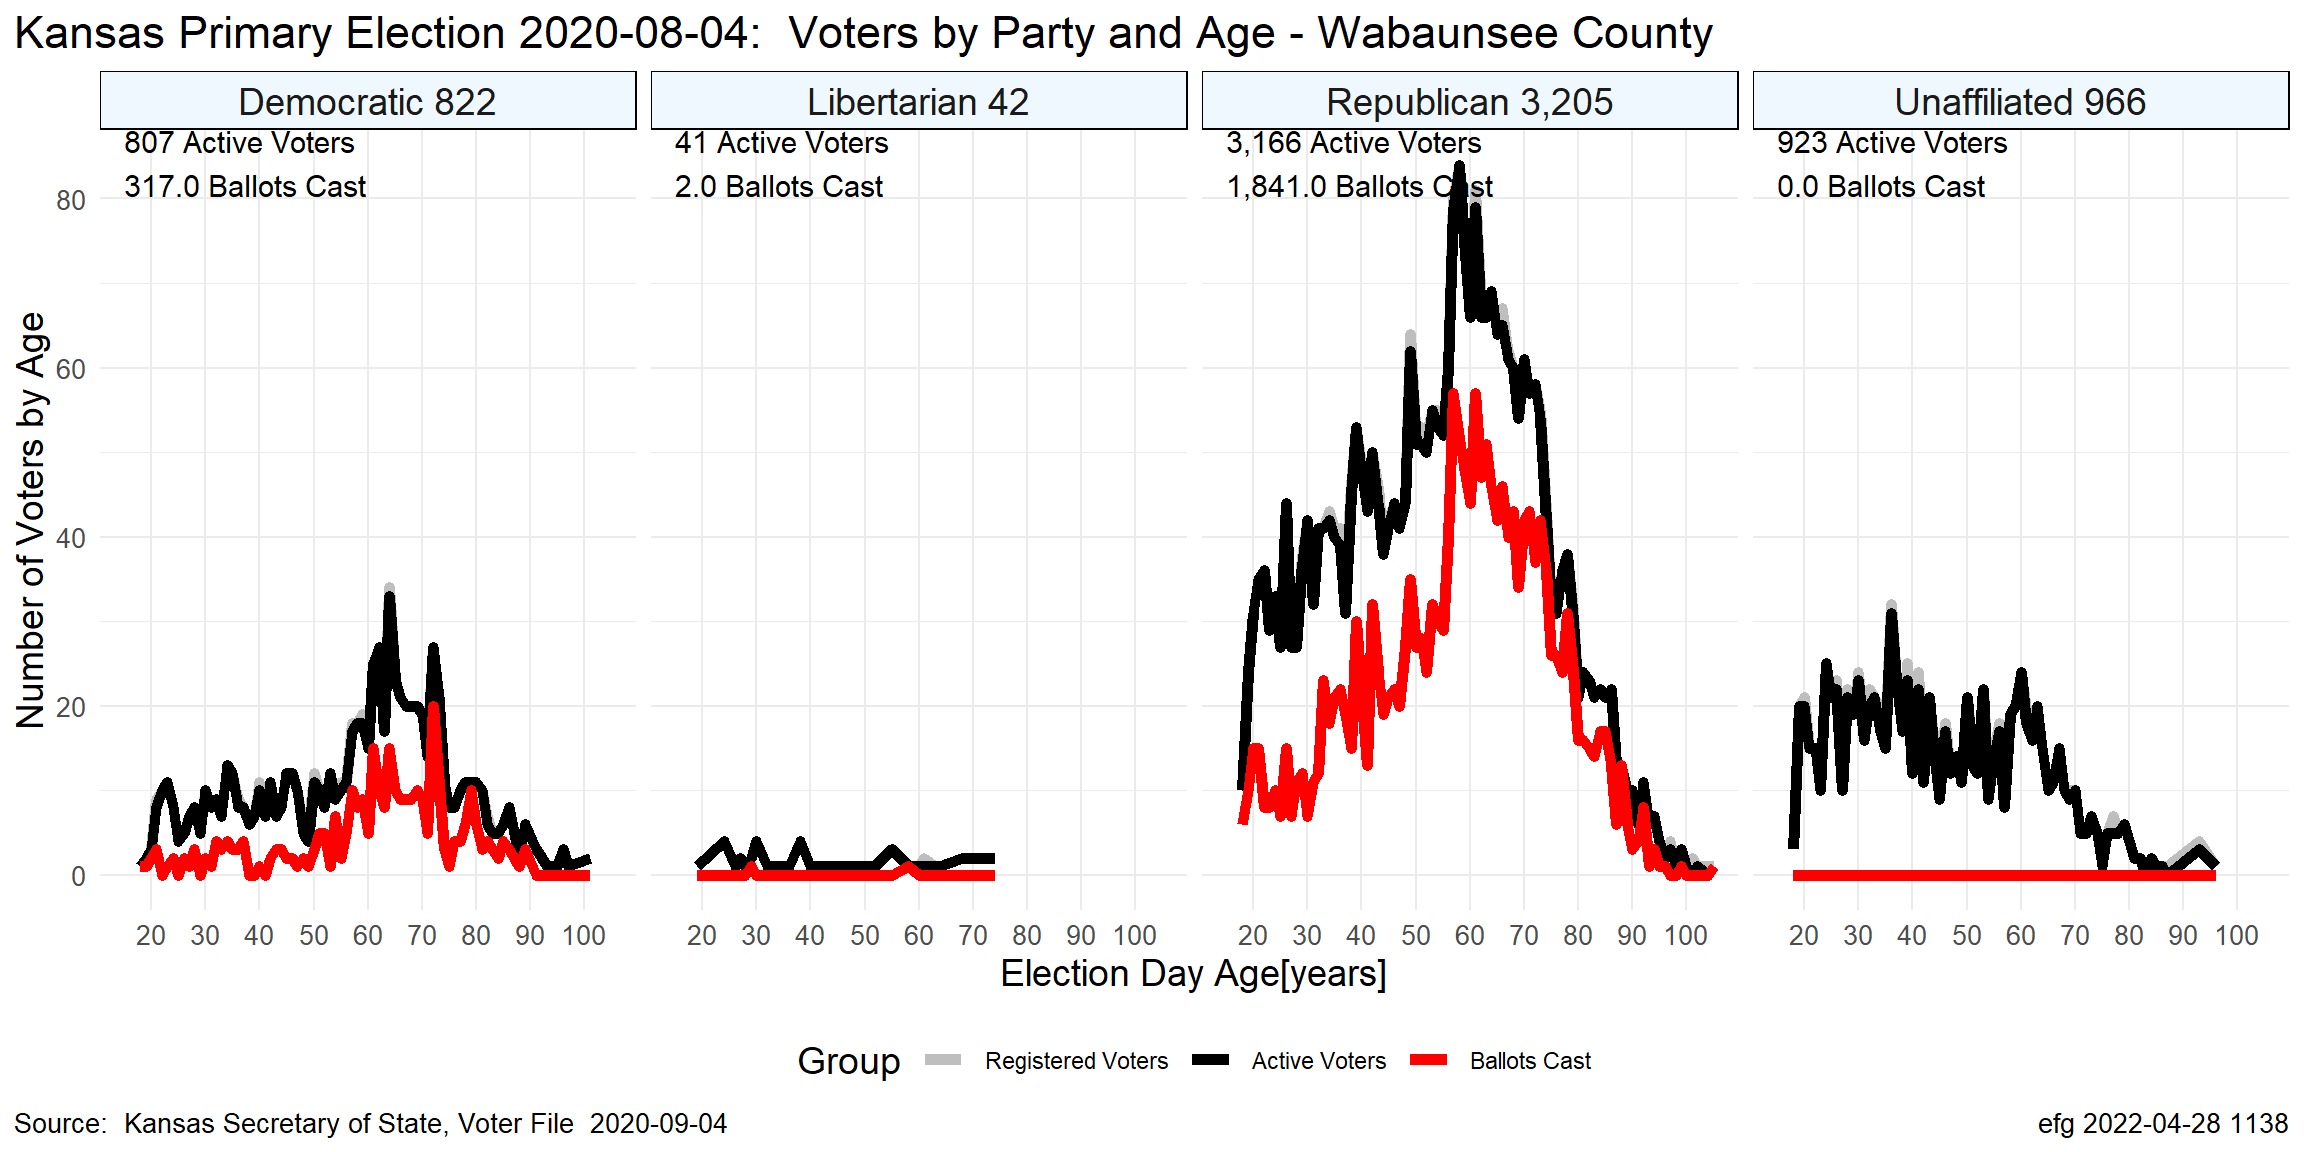 Kansas Primary Election 2020-08-04:  Voters by Party and Age - Wabaunsee County
Democratic 822
Libertarian 42
Republican 3,205
Unaffiliated 966
807 Active Voters
317.0 Ballots Cast
41 Active Voters
2.0 Ballots Cast
3,166 Active Voters
1,841.0 Ballots Cast
923 Active Voters
0.0 Ballots Cast
Number of Voters by Age
80
60
40
20
0
20 30 40 50 60 70 80 90 100
20 30 40 50 60 70 80 90 100
20 30 40 50 60 70 80 90 100
20 30 40 50 60 70 80 90 100
Election Day Age[years]
Group Registered Voters Active Voters Ballots Cast
Source:  Kansas Secretary of State, Voter File  2020-09-04
efg 2022-04-28 1138